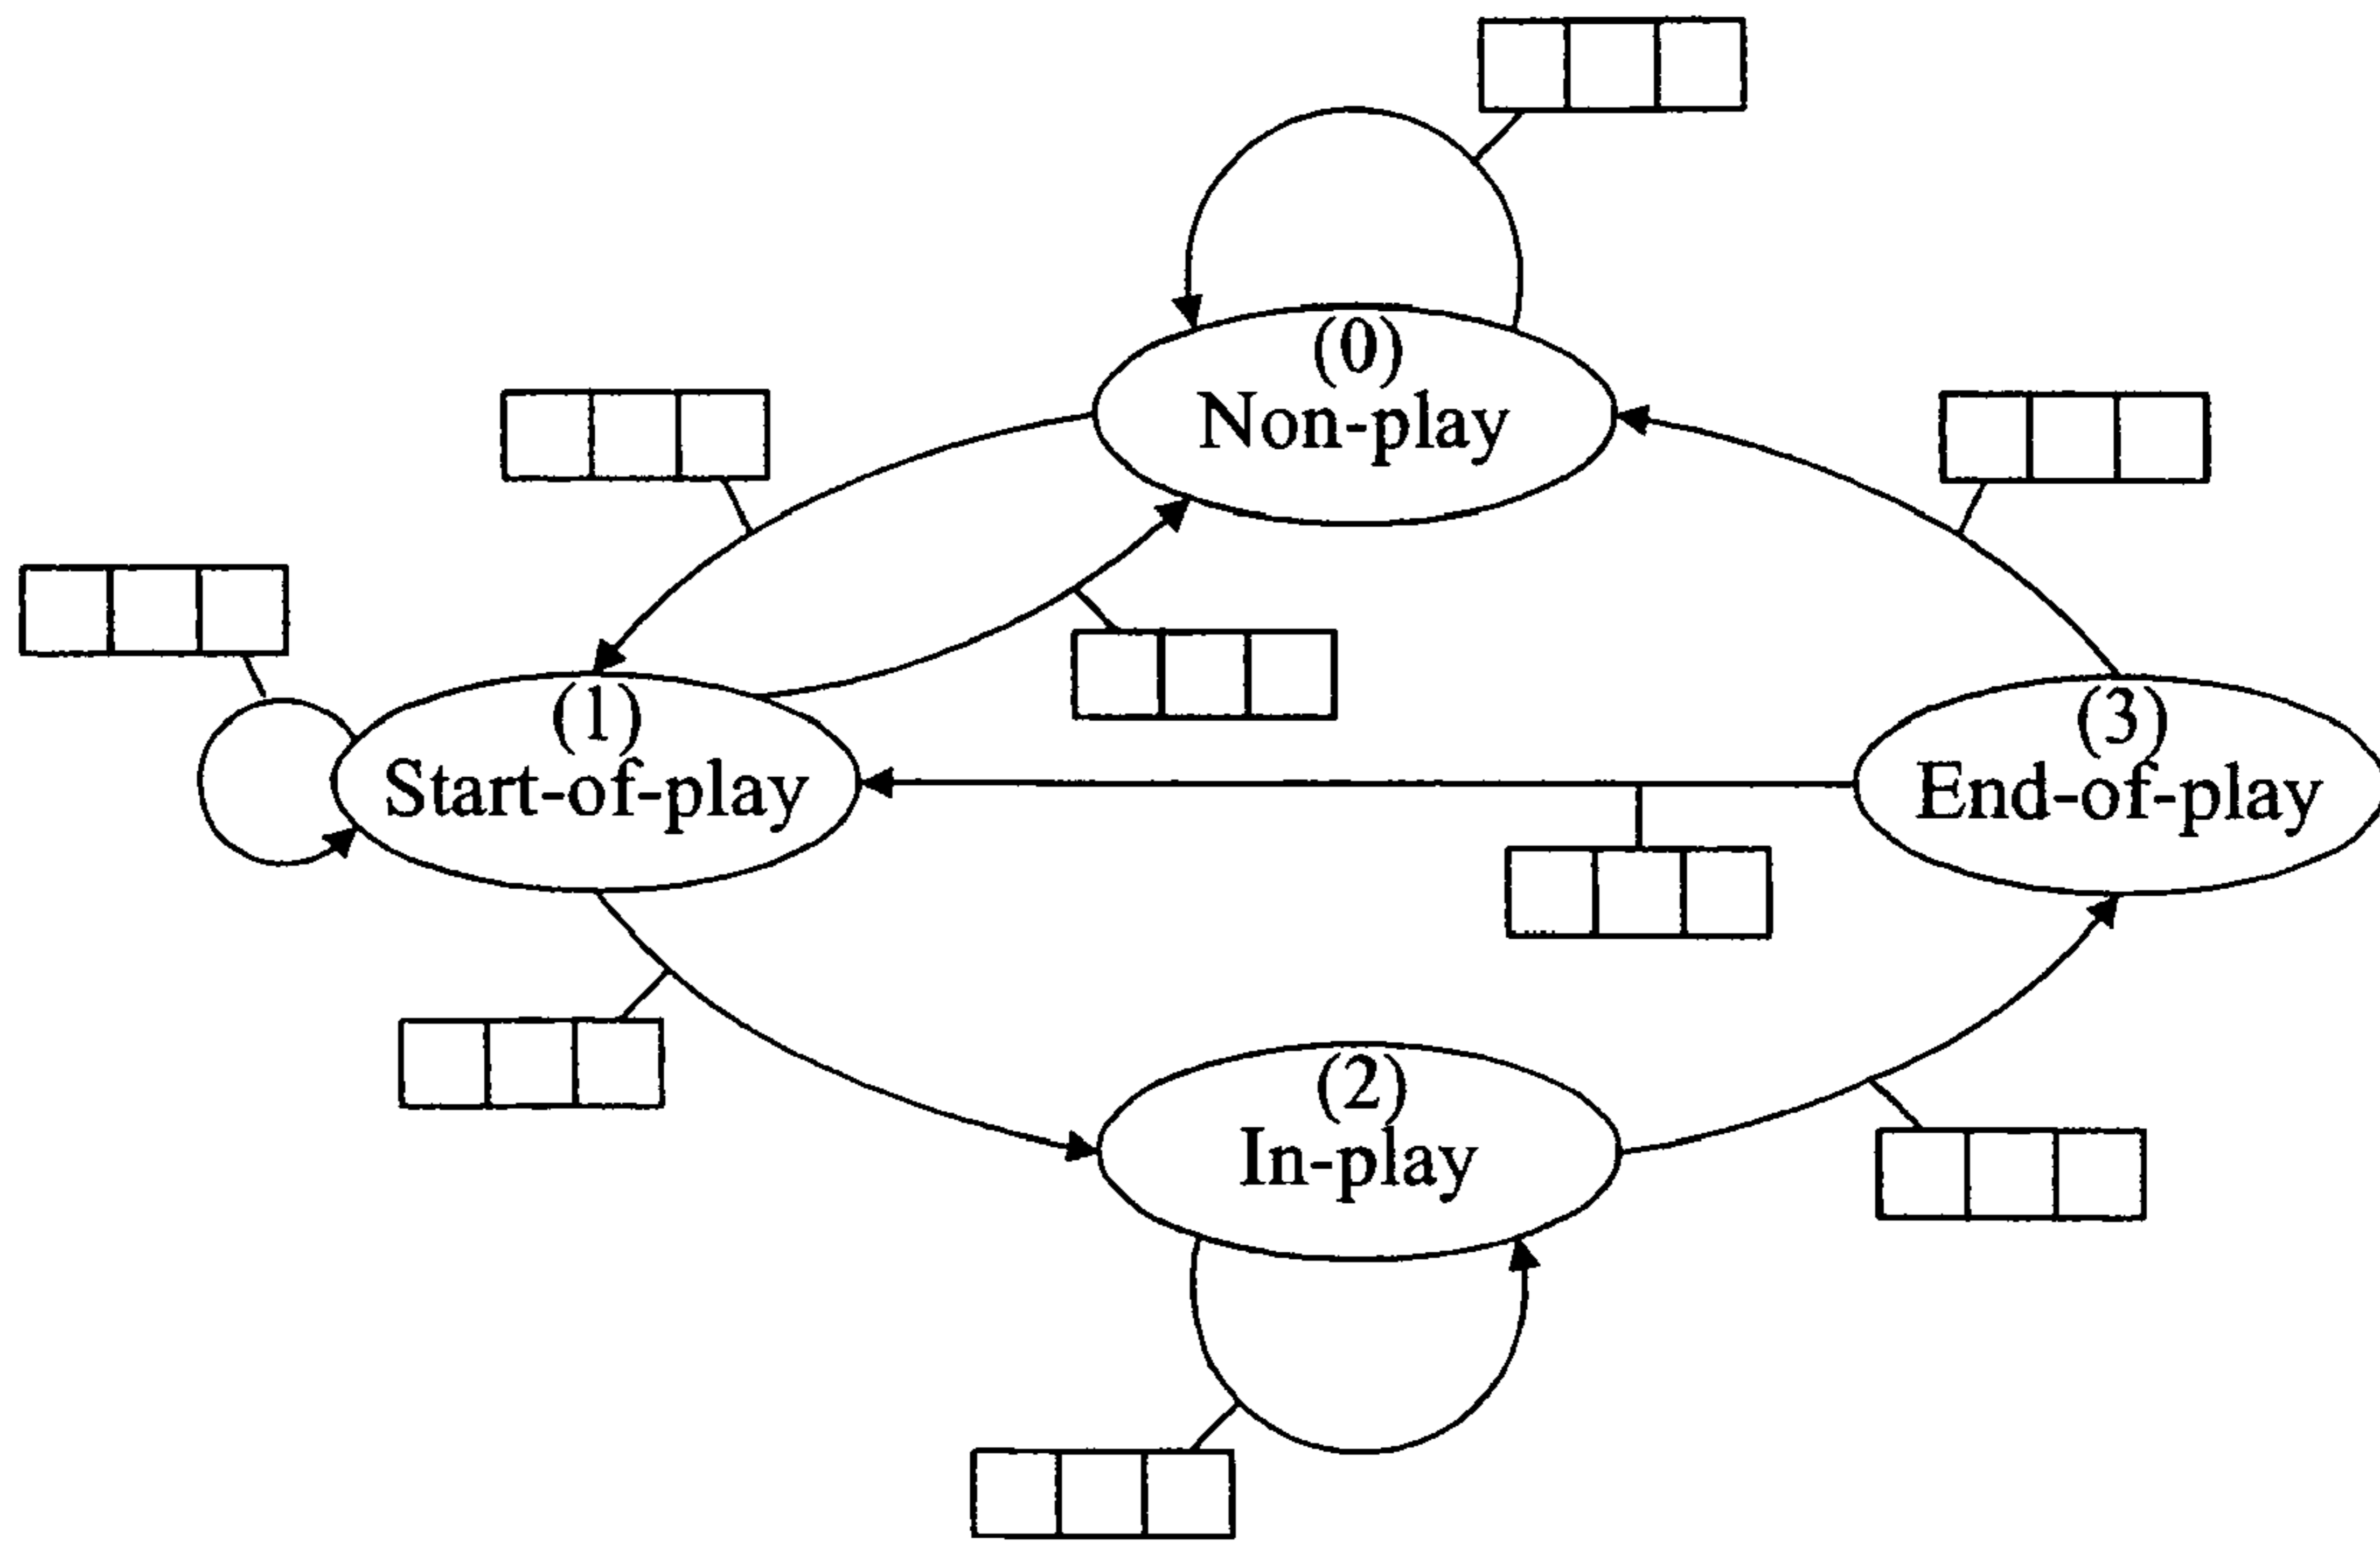 (0)
Non-play
(1)
Start-of-play
(3)
End-of-play
(2)
In-play